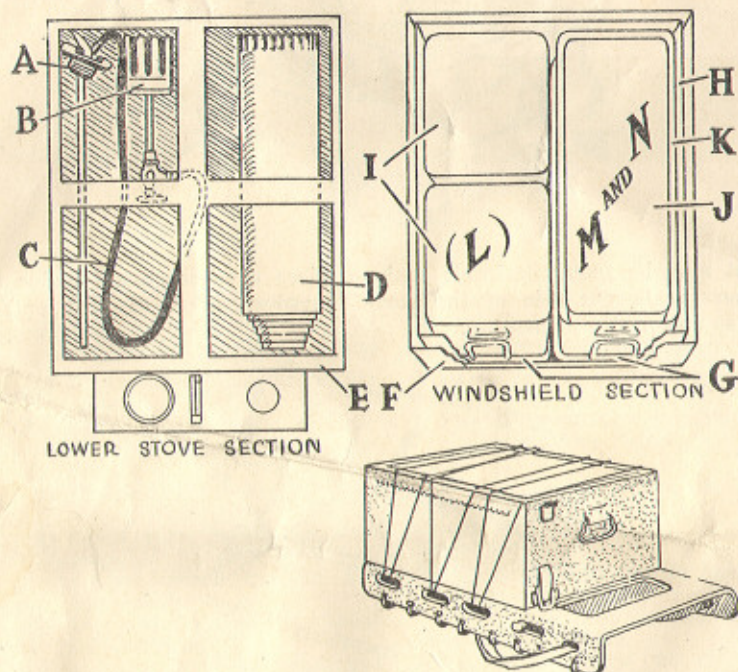 A
B
C
D
E
LOWER STOVE SECTION
F
G
H
I
J
K
(L)
M AND N
WINDSHIELD SECTION